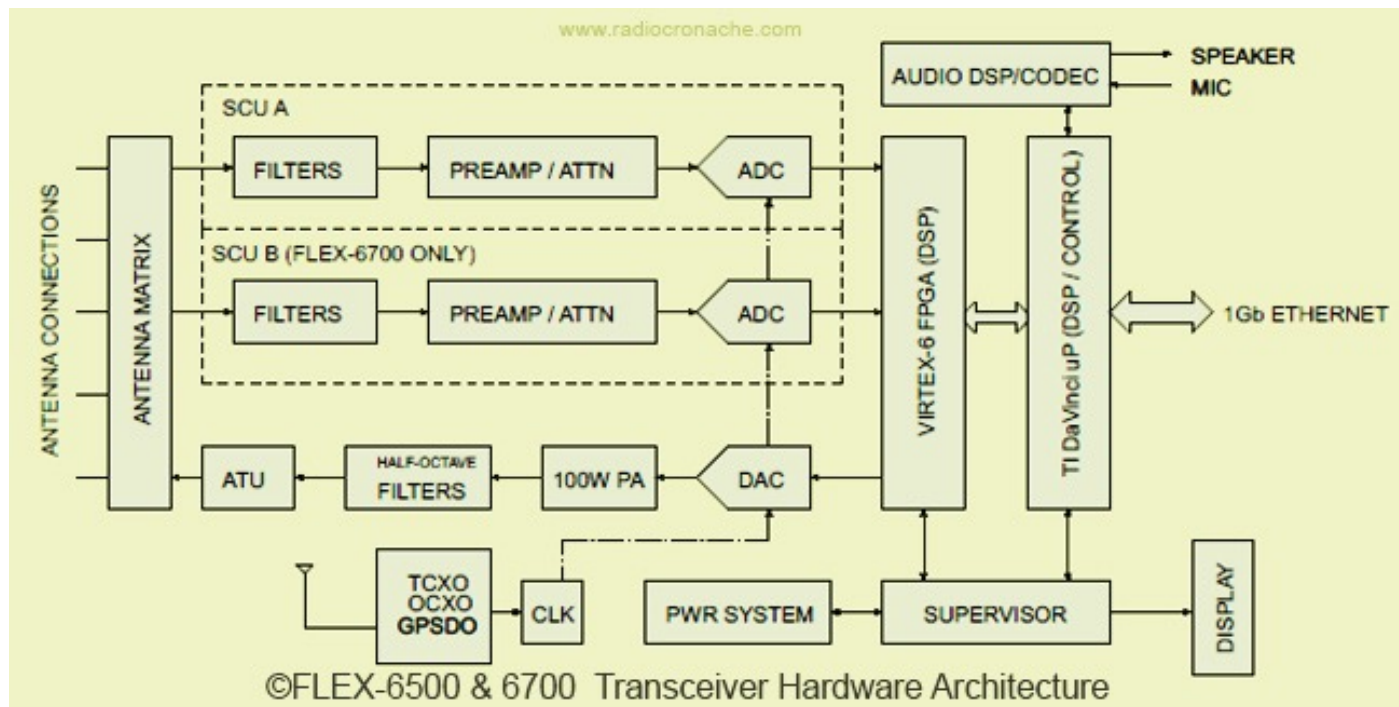 www.radiocronache.com
AUDIO DSP/CODEC
SPEAKER
MIC
SCU A
FILTERS
PREAMP / ATTN
ADC
SCU B (FLEX-6700 ONLY)
FILTERS
PREAMP / ATTN
ADC
ANTENNA CONNECTIONS
ANTENNA MATRIX
VIRTEX-6 FPGA (DSP)
TI DaVinci uP (DSP / CONTROL)
1Gb ETHERNET
ATU
HALF-OCTAVE
FILTERS
100W PA
DAC
TCXO
OCXO
GPSDO
CLK
PWR SYSTEM
SUPERVISOR
DISPLAY
©FLEX-6500 & 6700 Transceiver Hardware Architecture